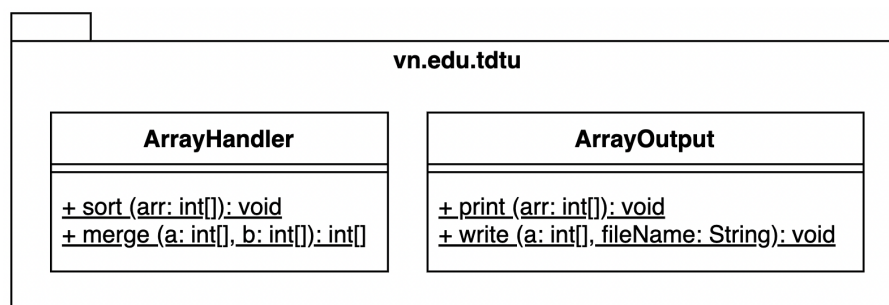 vn.edu.tdtu
ArrayHandler
+ sort (arr: int[]): void
+ merge (a: int[], b: int[]): int[]
ArrayOutput
+ print (arr: int[]): void
+ write (a: int[], fileName: String): void